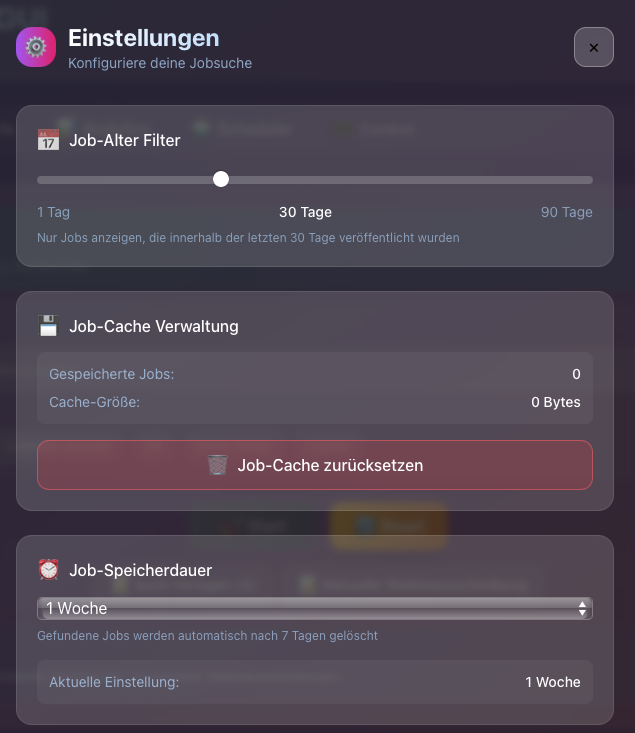 Einstellungen
Konfiguriere deine Jobsuche
×
17
Job-Alter Filter
1 Tag 30 Tage 90 Tage
Nur Jobs anzeigen, die innerhalb der letzten 30 Tage veröffentlicht wurden
Job-Cache Verwaltung
Gespeicherte Jobs: 0
Cache-Größe: 0 Bytes
Job-Cache zurücksetzen
Job-Speicherdauer
1 Woche
Gefundene Jobs werden automatisch nach 7 Tagen gelöscht
Aktuelle Einstellung: 1 Woche